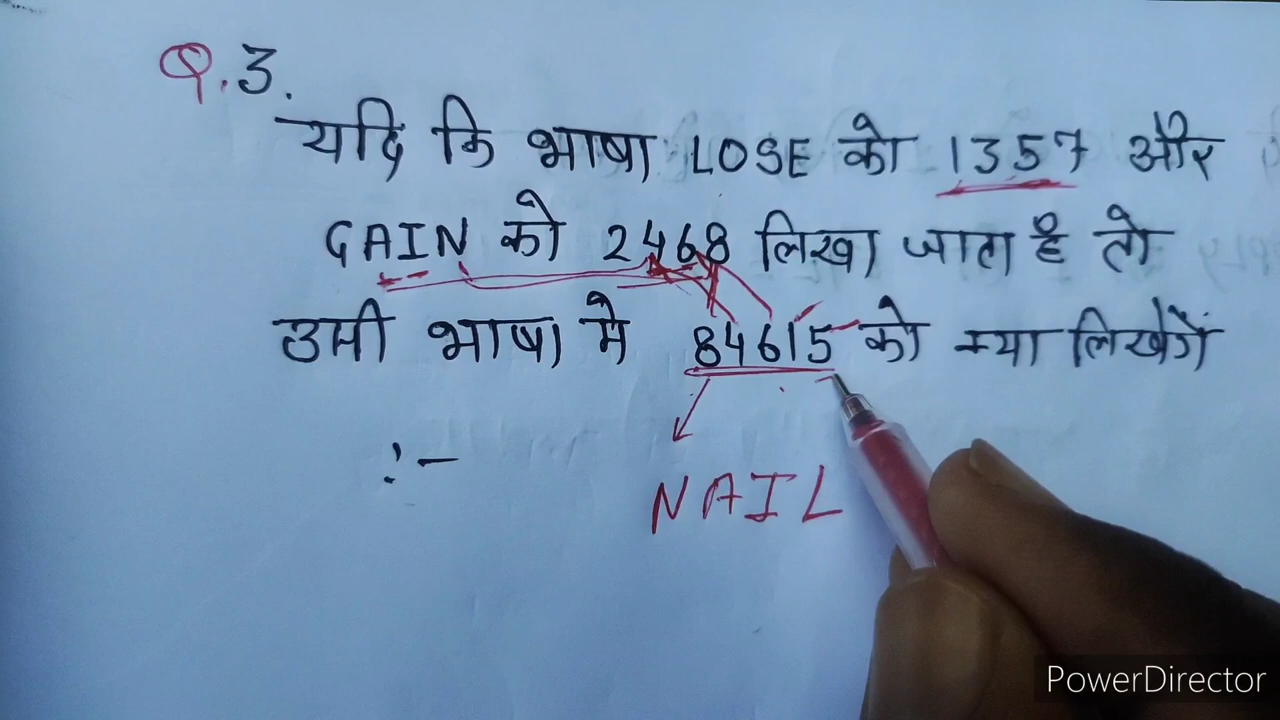 Q.3.
यदि कि भाषा LOSE को 1357 और
GAIN को 2468 लिखा जाता है तो
उसी भाषा मे 84615 को क्या लिखेगें
:-
NAIL
PowerDirector